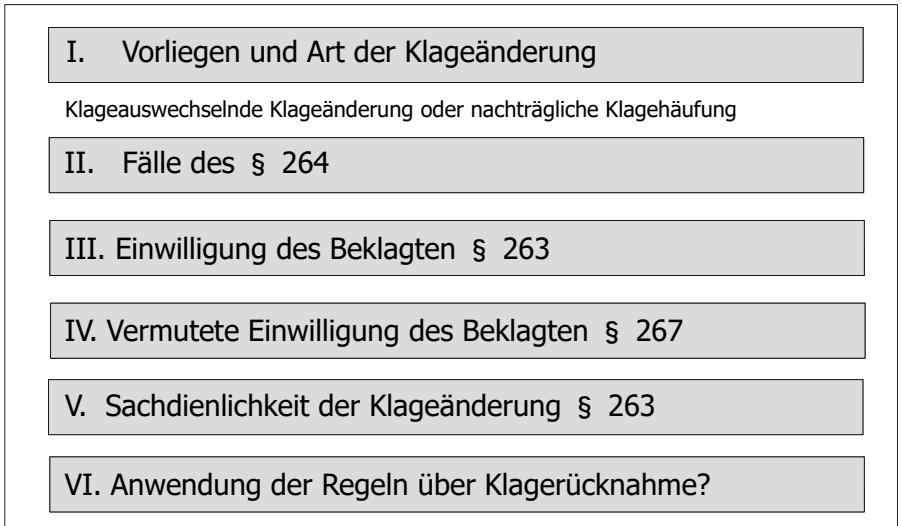 I. Vorliegen und Art der Klageänderung
Klageauswechselnde Klageänderung oder nachträgliche Klagehäufung
II. Fälle des § 264
III. Einwilligung des Beklagten § 263
IV. Vermutete Einwilligung des Beklagten § 267
V. Sachdienlichkeit der Klageänderung § 263
VI. Anwendung der Regeln über Klagerücknahme?